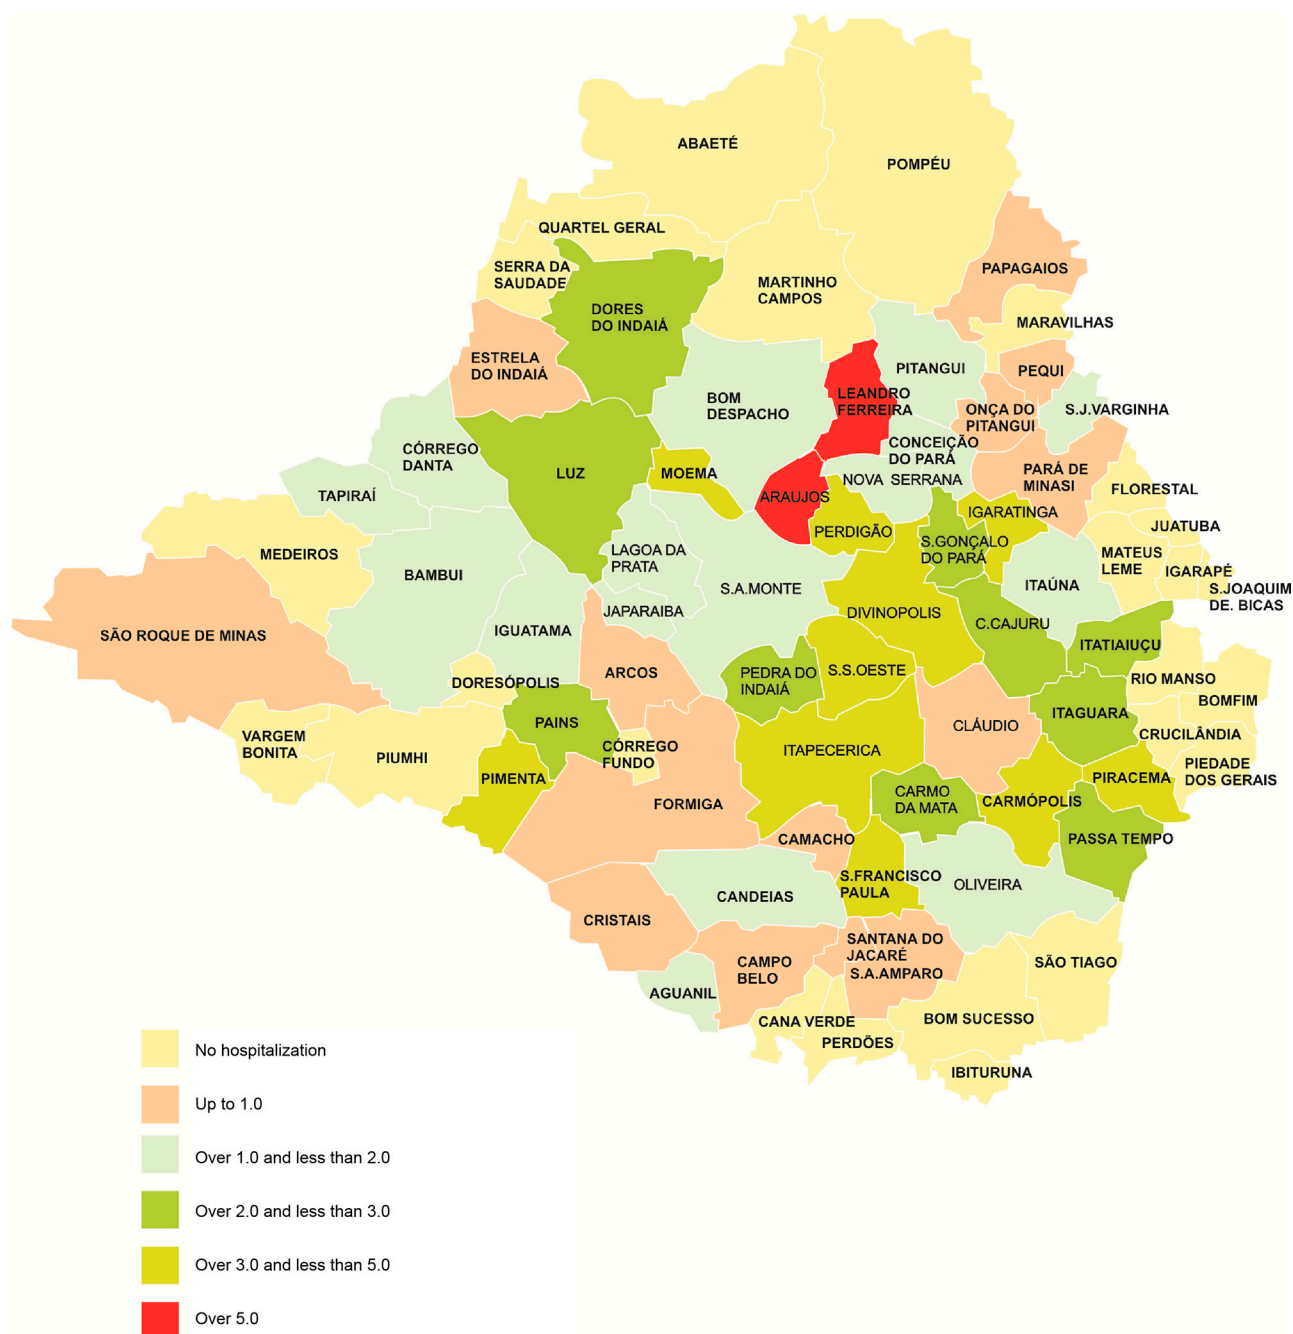 ABAETÉ
POMPÉU
QUARTEL GERAL
SERRA DA
SAUDADE
MARTINHO
CAMPOS
PAPAGAIOS
DORES
DO INDAIÁ
MARAVILHAS
ESTRELA
DO INDAIÁ
PITANGUI
PEQUI
BOM
DESPACHO
LEANDRO
FERREIRA
ONÇA DO
PITANGUI
S.J.VARGINHA
CÓRREGO
DANTA
CONCEIÇÃO
DO PARÁ
LUZ
MOEMA
NOVA SERRANA
PARÁ DE
MINASI
FLORESTAL
TAPIRAÍ
ARAUJOS
IGARATINGA
JUATUBA
PERDIGÃO
S.GONÇALO
DO PARÁ
MEDEIROS
LAGOA DA
PRATA
MATEUS
LEME
IGARAPÉ
BAMBUI
S.A.MONTE
ITAÚNA
S.JOAQUIM
DE. BICAS
JAPARAIBA
DIVINOPOLIS
C.CAJURU
SÃO ROQUE DE MINAS
IGUATAMA
ITATIAIUÇU
ARCOS
PEDRA DO
INDAIÁ
S.S.OESTE
RIO MANSO
DORESÓPOLIS
BOMFIM
PAINS
CLÁUDIO
ITAGUARA
VARGEM
BONITA
PIUMHI
CÓRREGO
FUNDO
ITAPECERICA
CRUCILÂNDIA
PIMENTA
PIRACEMA
PIEDADE
DOS GERAIS
FORMIGA
CARMO
DA MATA
CARMÓPOLIS
CAMACHO
PASSA TEMPO
S.FRANCISCO
PAULA
OLIVEIRA
CANDEIAS
CRISTAIS
SANTANA DO
JACARÉ
S.A.AMPARO
CAMPO
BELO
SÃO TIAGO
AGUANIL
CANA VERDE
BOM SUCESSO
PERDÕES
IBITURUNA
No hospitalization
Up to 1.0
Over 1.0 and less than 2.0
Over 2.0 and less than 3.0
Over 3.0 and less than 5.0
Over 5.0